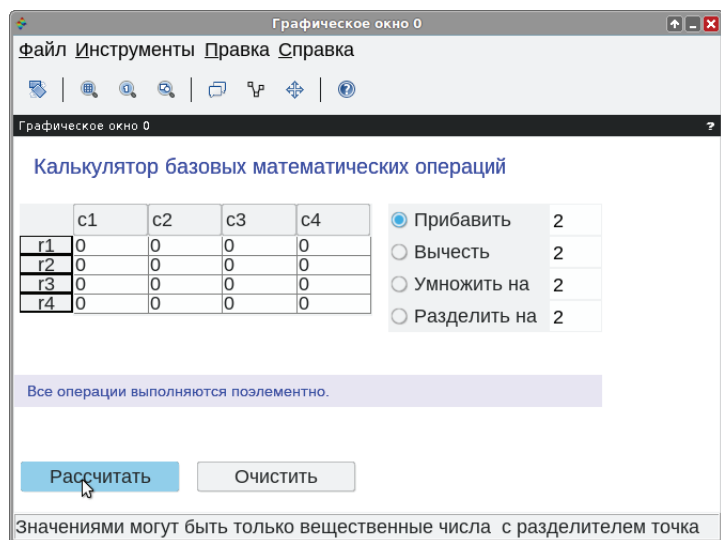 Графическое окно 0
Файл Инструменты Правка Справка
Графическое окно 0 ?
Калькулятор базовых математических операций
c1 c2 c3 c4
r1 0 0 0 0
r2 0 0 0 0
r3 0 0 0 0
r4 0 0 0 0
Прибавить 2
Вычесть 2
Умножить на 2
Разделить на 2
Все операции выполняются поэлементно.
Рассчитать Очистить
Значениями могут быть только вещественные числа с разделителем точка